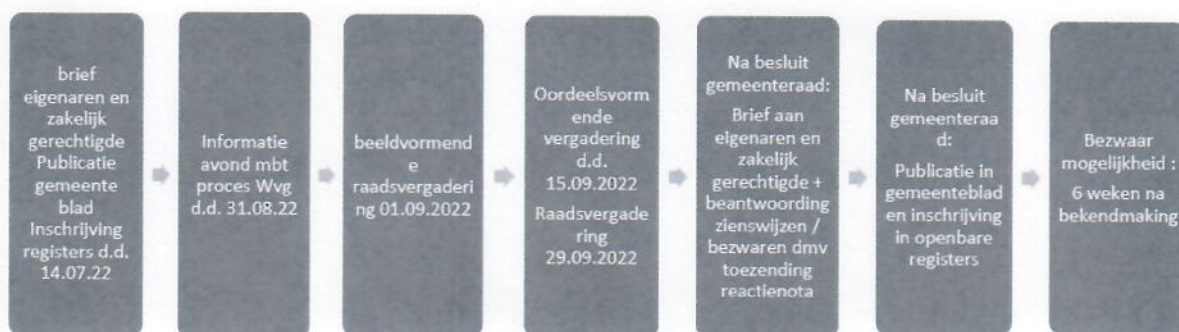 brief
eigenaren en
zakelijk
gerechtigde
Publicatie
gemeente
blad
Inschrijving
registers d.d.
14.07.22
Informatie
avond mbt
proces Wvg
d.d. 31.08.22
beeldvormend
e
raadsvergaderi
ng 01.09.2022
Oordeelsvorm
ende
vergadering
d.d.
15.09.2022
Raadsvergade
ring
29.09.2022
Na besluit
gemeenteraad:
Brief aan
eigenaren en
zakelijk
gerechtigde +
beantwoording
zienswijzen /
bezwaren dmv
toezending
reactienota
Na besluit
gemeenteraa
d:
Publicatie in
gemeenteblad
en inschrijving
in openbare
registers
Bezwaar
mogelijkheid :
6 weken na
bekendmaking